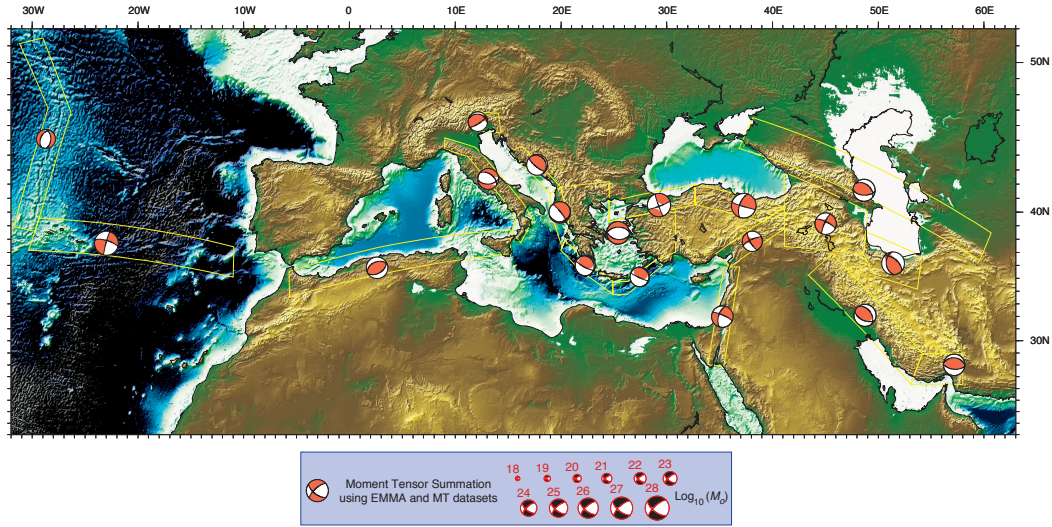 30W 20W 10W 0 10E 20E 30E 40E 50E 60E
50N
40N
30N
18 19 20 21 22 23
Moment Tensor Summation
using EMMA and MT datasets
24 25 26 27 28 Log10 (Mo)